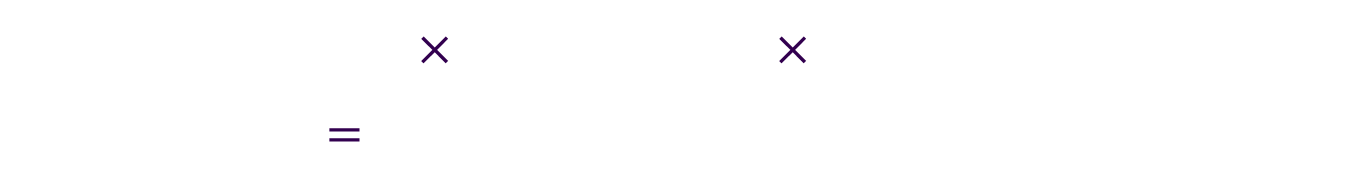 × ×
=